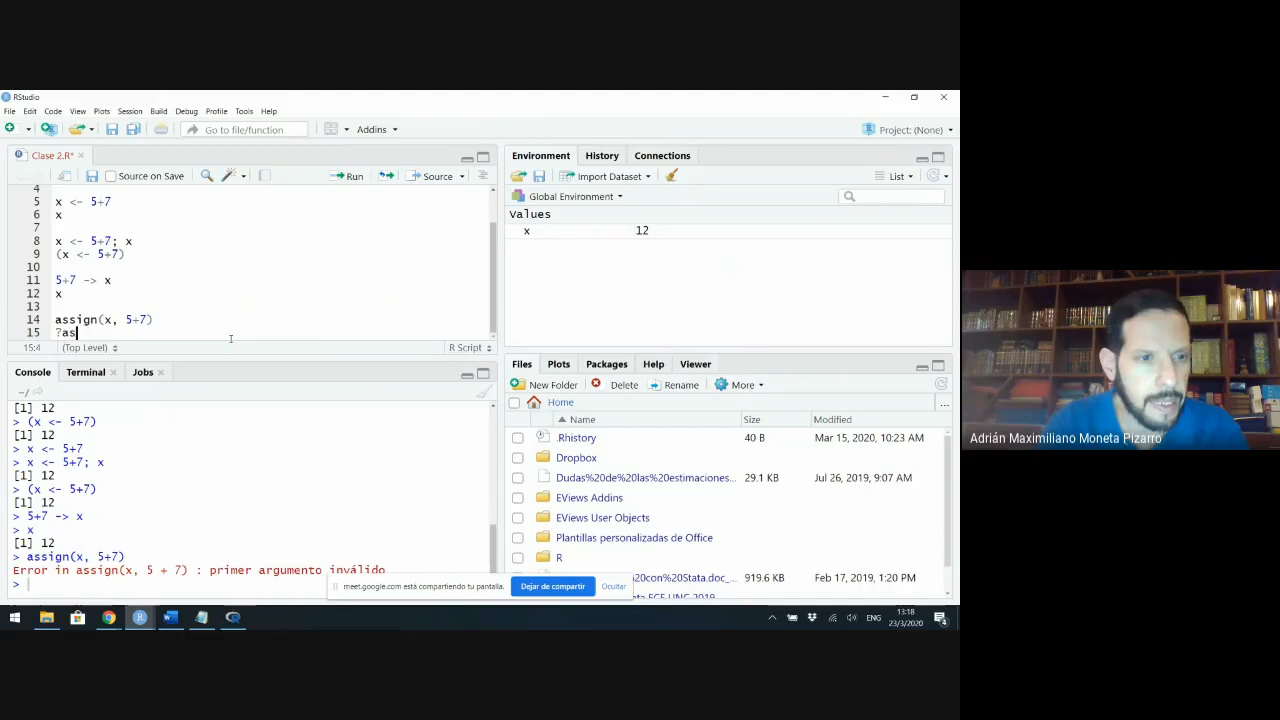 RStudio
File Edit Code View Plots Session Build Debug Profile Tools Help
Go to file/function Addins Project: (None)
Clase 2.R*
Source on Save Run Source
4
5 x <- 5+7
6 x
7
8 x <- 5+7; x
9 (x <- 5+7)
10
11 5+7 -> x
12 x
13
14 assign(x, 5+7)
15 ?as
15:4 (Top Level) R Script
Console Terminal Jobs
~/
[1] 12
> (x <- 5+7)
[1] 12
> x <- 5+7
> x <- 5+7; x
[1] 12
> (x <- 5+7)
[1] 12
> 5+7 -> x
> x
[1] 12
> assign(x, 5+7)
Error in assign(x, 5 + 7) : primer argumento inválido
>
Environment History Connections
Import Dataset List
Global Environment
Values
x 12
Files Plots Packages Help Viewer
New Folder Delete Rename More
Home
Name Size Modified
.Rhistory 40 B Mar 15, 2020, 10:23 AM
Dropbox
Dudas%20de%20las%20estimaciones... 29.1 KB Jul 26, 2019, 9:07 AM
EViews Addins
EViews User Objects
Plantillas personalizadas de Office
R
%20con%20Stata.doc_... 919.6 KB Feb 17, 2019, 1:20 PM
meet.google.com está compartiendo tu pantalla. Dejar de compartir Ocultar
ENG 13:18
23/3/2020
4
Adrián Maximiliano Moneta Pizarro